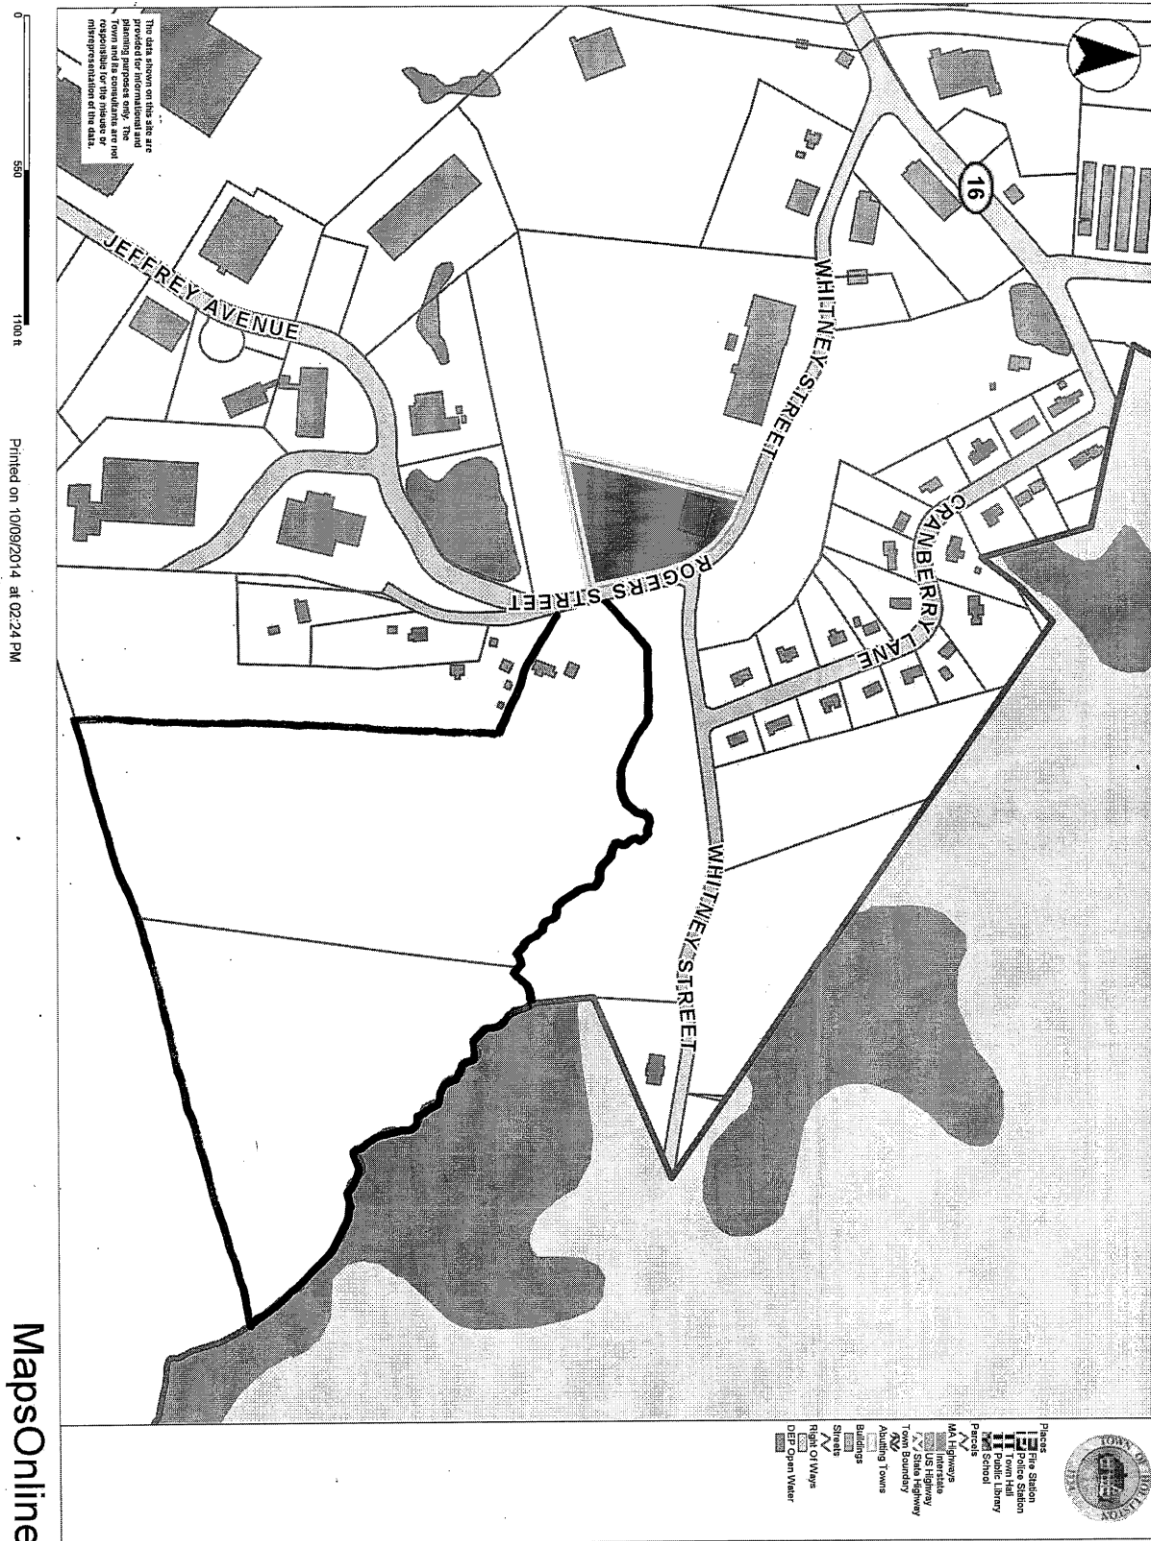 16
WHITNEY STREET
JEFFREY AVENUE
CRANBERRY LANE
ROGERS STREET
WHITNEY STREET
The data shown on this site are
provided for informational and
planning purposes only. The
Town and its consultants are not
responsible for the misuse or
misrepresentation of the data.
0
550
1100 ft
Printed on 10/09/2014 at 02:24 PM
MapsOnline
TOWN OF HOLLISTON
1724
Places
Fire Station
Police Station
Town Hall
Public Library
School
Parcels
MA Highways
Interstate
US Highway
State Highway
Town Boundary
Abutting Towns
Buildings
Streets
Right Of Ways
DEP Open Water